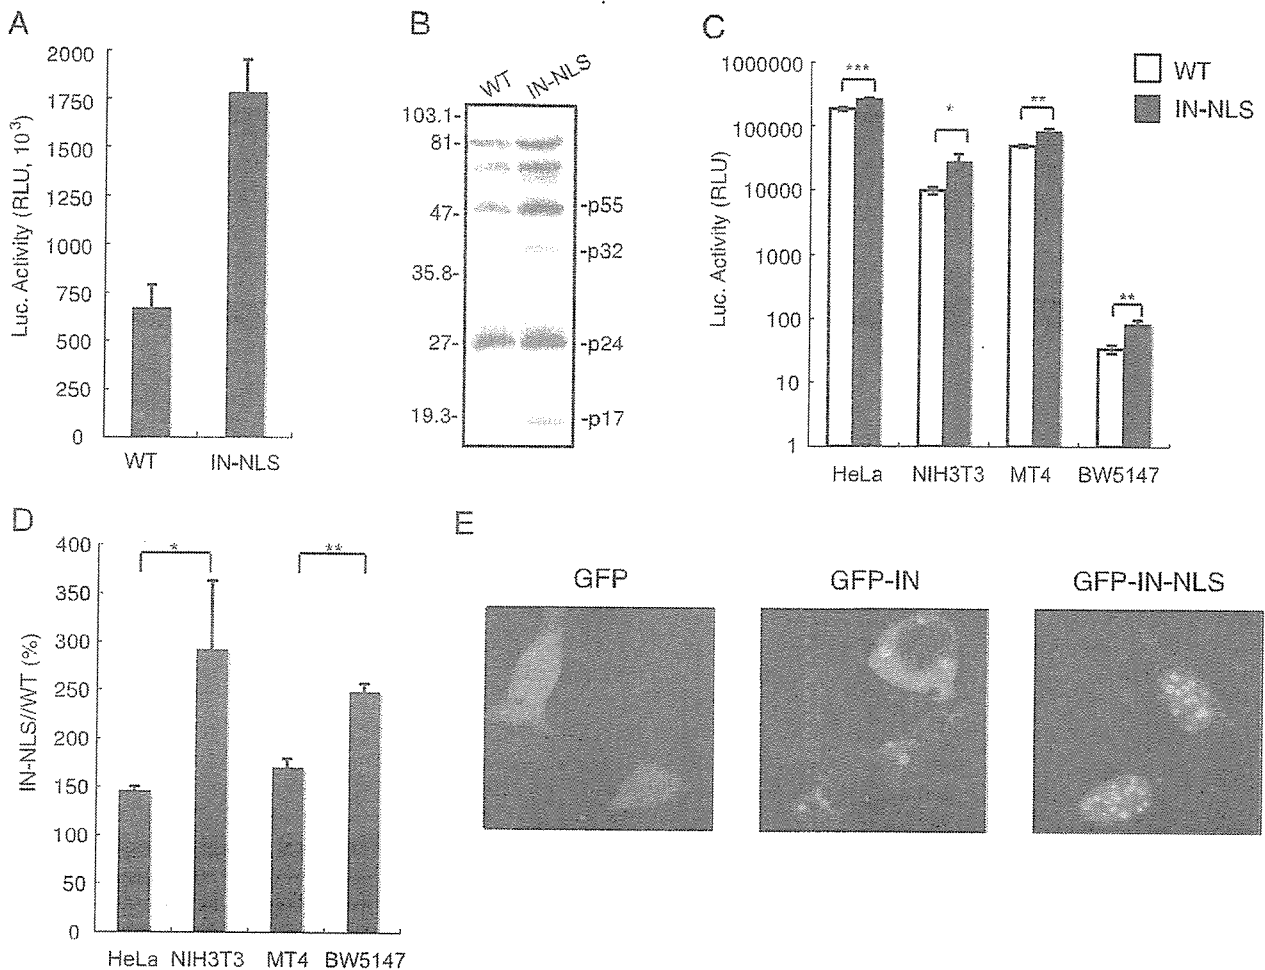 A
2000
1750
1500
1250
1000
750
500
250
0
Luc. Activity (RLU, 10³)
WT
IN-NLS
B
WT
IN-NLS
103.1-
81-
47-
35.8-
27-
19.3-
-p55
-p32
-p24
-p17
C
WT
IN-NLS
1000000
100000
10000
1000
100
10
1
Luc. Activity (RLU)
***
*
**
**
HeLa
NIH3T3
MT4
BW5147
D
400
350
300
250
200
150
100
50
0
IN-NLS//WT (%)
*
**
HeLa
NIH3T3
MT4
BW5147
E
GFP
GFP-IN
GFP-IN-NLS